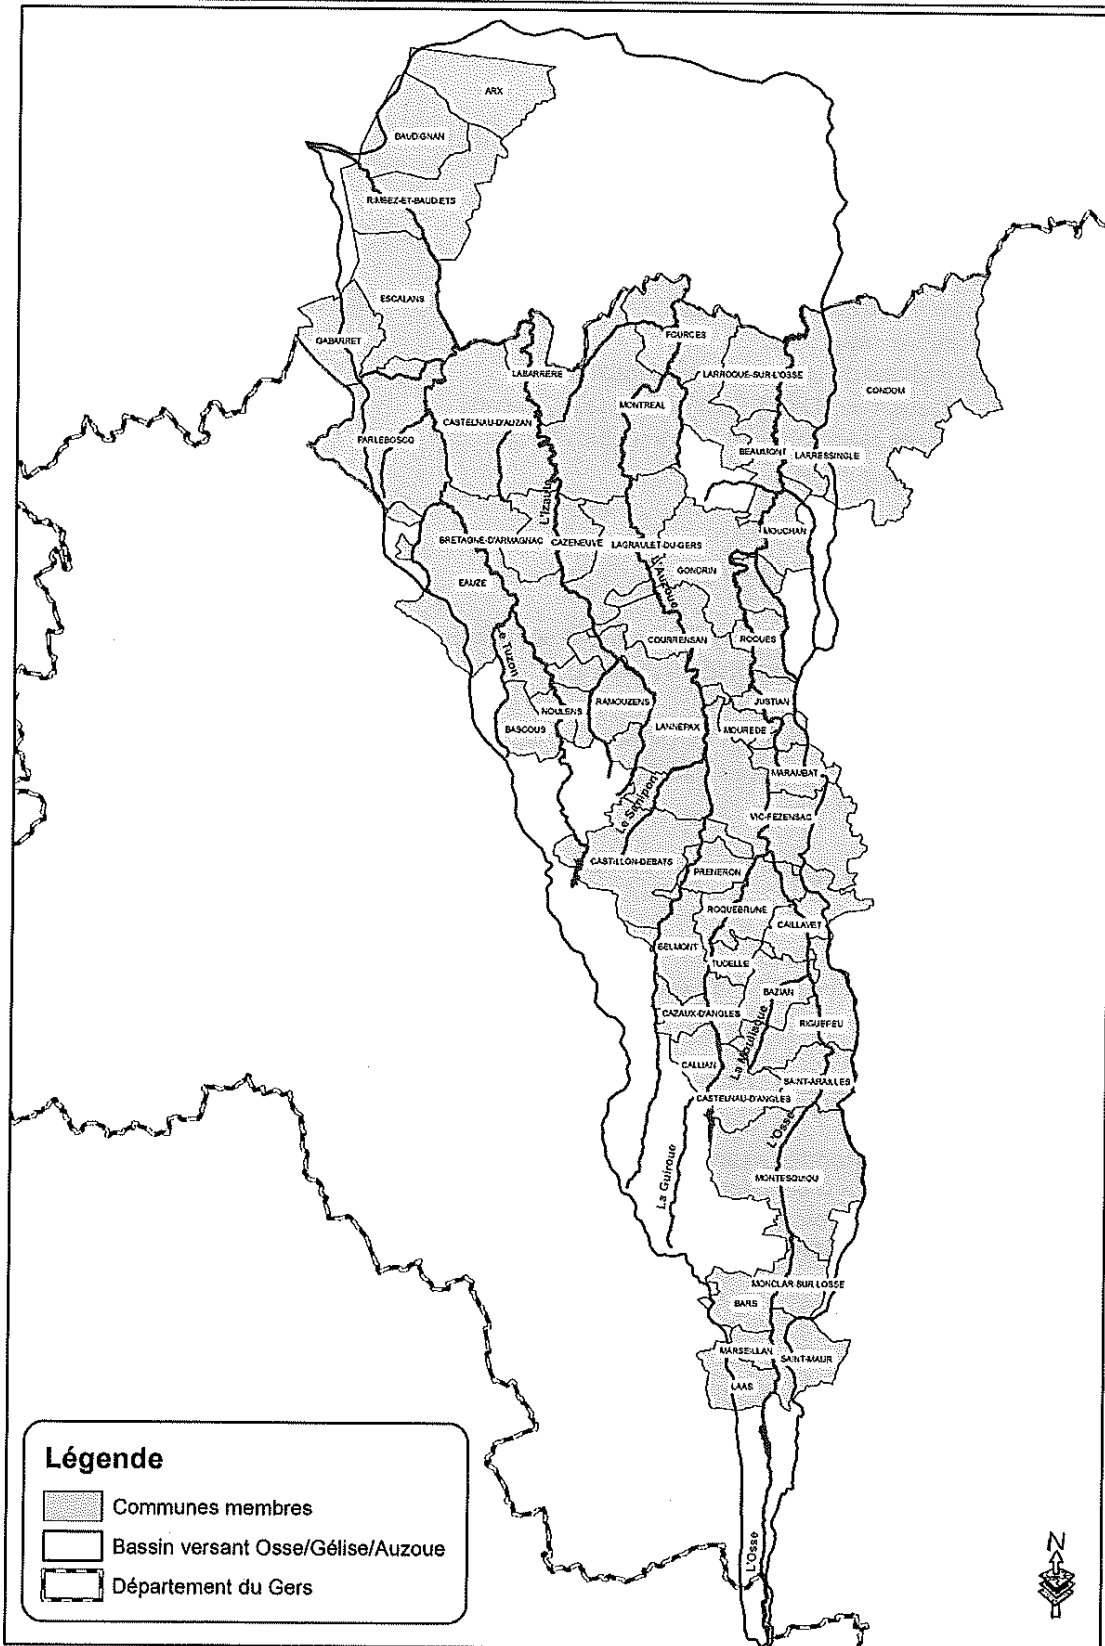 ARX
BAUDIGNAN
RIMBEZ-ET-BAUDIETS
ESCALANS
GABARRET
FOURCES
LABARRERE
LARROQUE-SUR-L'OSSE
CONDOM
MONTREAL
CASTELNAU-D'AUZAN
PARLEBOSCQ
BEAUMONT
LARRESSINGLE
L'Izaute
MOUCHAN
BRETAGNE-D'ARMAGNAC
CAZENEUVE
LAGRAULET-DU-GERS
GONDRIN
EAUZE
L'Auzoue
COURRENSAN
ROQUES
Le Tuzon
RAMOUZENS
JUSTIAN
NOULENS
LANNEPAX
MOUREDE
BASCOUS
MARAMBAT
Le Sanipon
VIC-FEZENSAC
CASTILLON-DEBATS
PRENERON
ROQUEBRUNE
CAILLAVET
BELMONT
TUDELLE
BAZIAN
CAZAUX-D'ANGLES
RIGUEPEU
La Mouliaque
CALLIAN
SAINT-ARAILLES
CASTELNAU-D'ANGLES
L'Osse
La Guiroue
MONTESQUIOU
MONCLAR-SUR-LOSSE
BARS
MARSEILLAN
SAINT-MAUR
LAAS
Légende
Communes membres
Bassin versant Osse/Gélise/Auzoue
Département du Gers
L'Osse
N